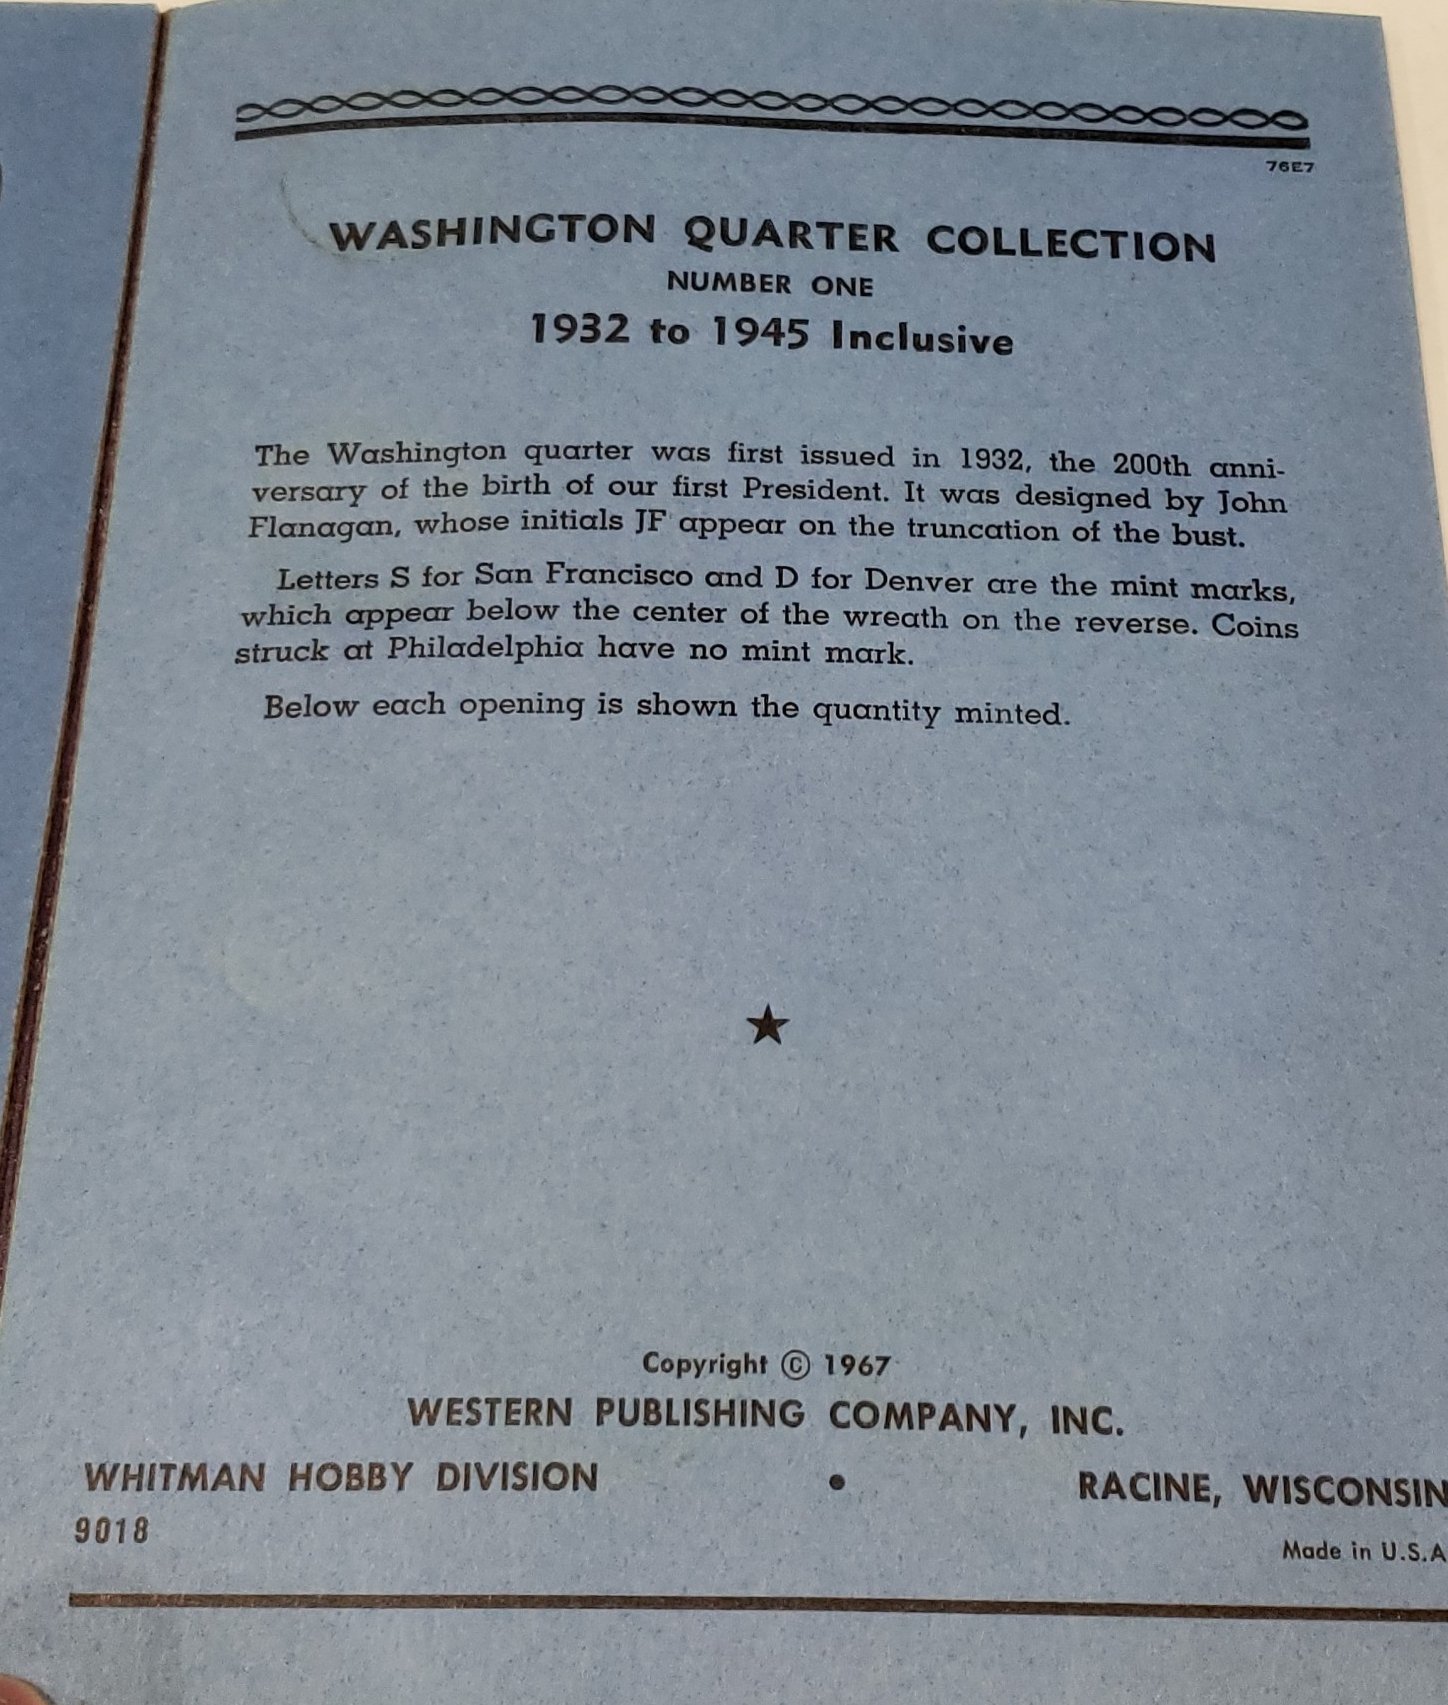 76E7
WASHINGTON QUARTER COLLECTION
NUMBER ONE
1932 to 1945 Inclusive
The Washington quarter was first issued in 1932, the 200th anni-
versary of the birth of our first President. It was designed by John
Flanagan, whose initials JF appear on the truncation of the bust.
Letters S for San Francisco and D for Denver are the mint marks,
which appear below the center of the wreath on the reverse. Coins
struck at Philadelphia have no mint mark.
Below each opening is shown the quantity minted.
Copyright © 1967
WESTERN PUBLISHING COMPANY, INC.
WHITMAN HOBBY DIVISION • RACINE, WISCONSIN
9018
Made in U.S.A